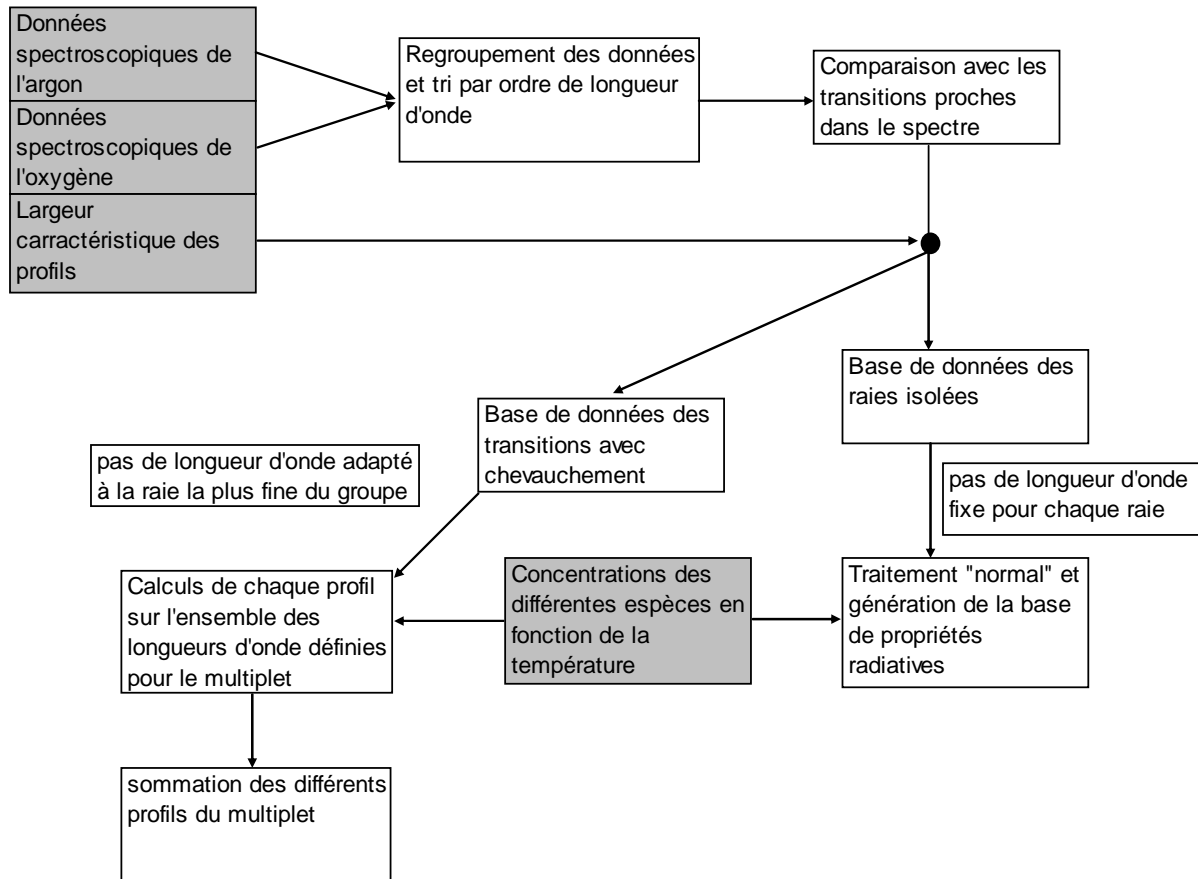 Données
spectroscopiques de
l'argon
Données
spectroscopiques de
l'oxygène
Largeur
carractéristique des
profils
Regroupement des données
et tri par ordre de longueur
d'onde
Comparaison avec les
transitions proches
dans le spectre
Base de données des
raies isolées
Base de données des
transitions avec
chevauchement
pas de longueur d'onde adapté
à la raie la plus fine du groupe
pas de longueur d'onde
fixe pour chaque raie
Calculs de chaque profil
sur l'ensemble des
longueurs d'onde définies
pour le multiplet
Concentrations des
différentes espèces en
fonction de la
température
Traitement "normal" et
génération de la base
de propriétés
radiatives
sommation des différents
profils du multiplet